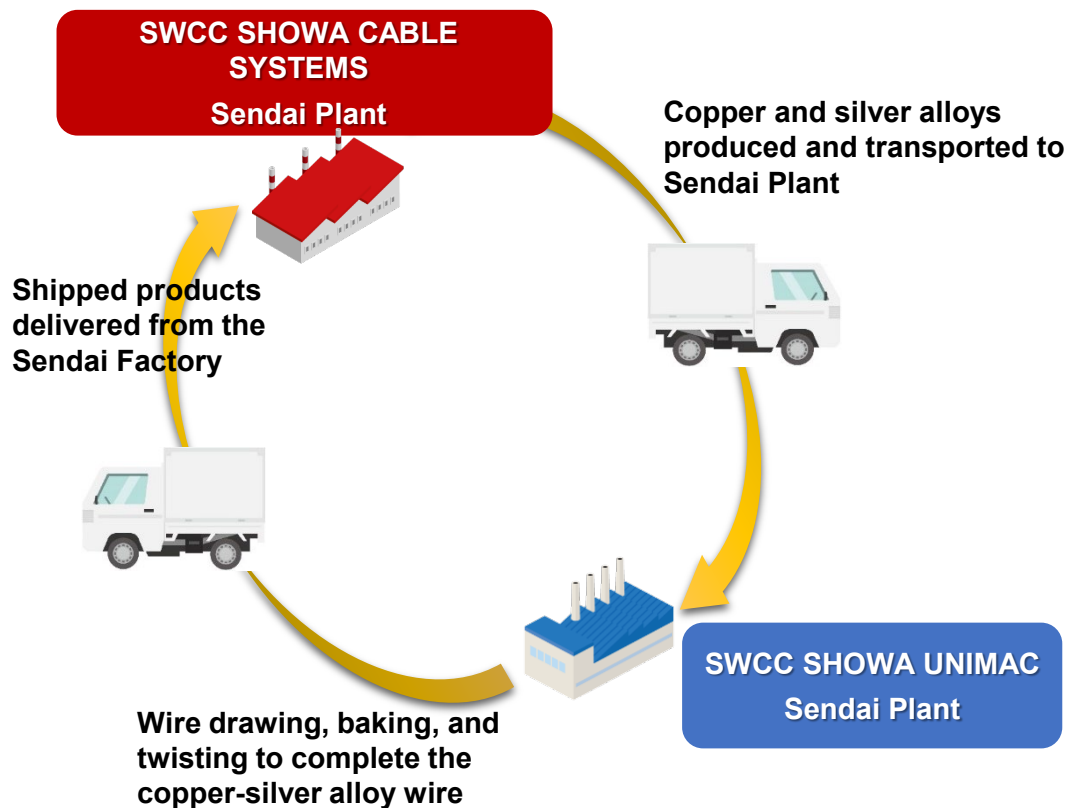 SWCC SHOWA CABLE
SYSTEMS
Sendai Plant
Copper and silver alloys
produced and transported to
Sendai Plant
Shipped products
delivered from the
Sendai Factory
SWCC SHOWA UNIMAC
Sendai Plant
Wire drawing, baking, and
twisting to complete the
copper-silver alloy wire